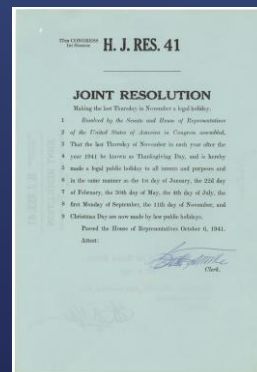 77TH CONGRESS
1ST SESSION
H. J. RES. 41
JOINT RESOLUTION
Making the last Thursday in November a legal holiday.
1 Resolved by the Senate and House of Representatives
2 of the United States of America in Congress assembled,
3 That the last Thursday of November in each year after the
4 year 1941 be known as Thanksgiving Day, and is hereby
5 made a legal public holiday to all intents and purposes and
6 in the same manner as the 1st day of January, the 22d day
7 of February, the 30th day of May, the 4th day of July, the
8 first Monday of September, the 11th day of November, and
9 Christmas Day are now made by law public holidays.
Passed the House of Representatives October 6, 1941.
Attest:
Clerk.